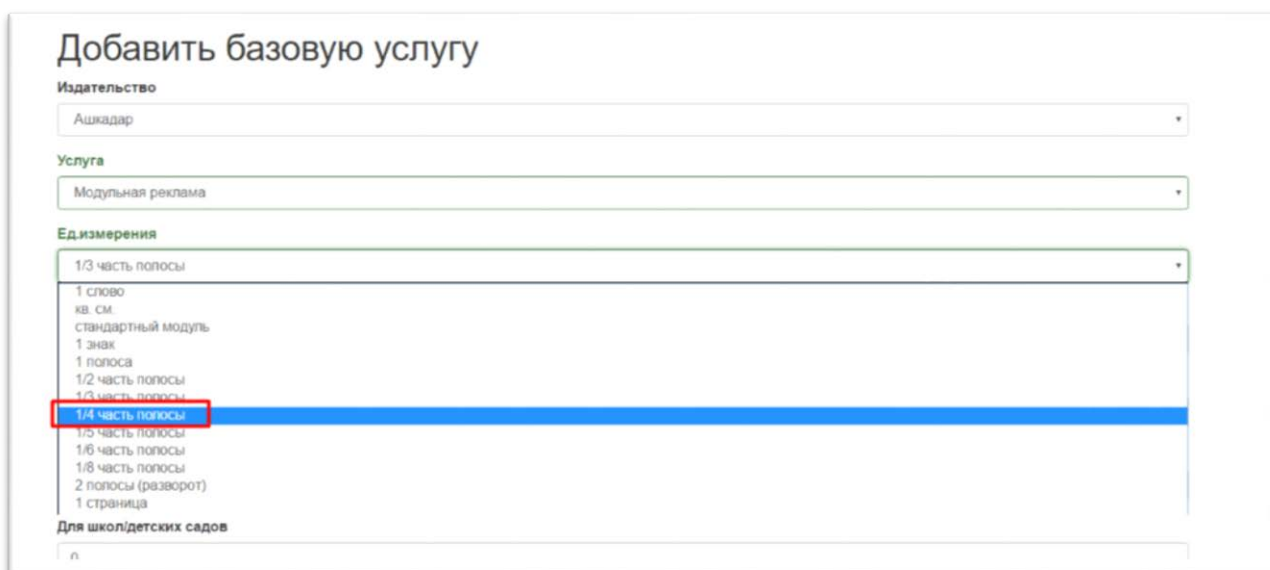 Добавить базовую услугу
Издательство
Ашкадар
Услуга
Модульная реклама
Ед.измерения
1/3 часть полосы
1 слово
кв. см.
стандартный модуль
1 знак
1 полоса
1/2 часть полосы
1/3 часть полосы
1/4 часть полосы
1/5 часть полосы
1/6 часть полосы
1/8 часть полосы
2 полосы (разворот)
1 страница
Для школ/детских садов
0